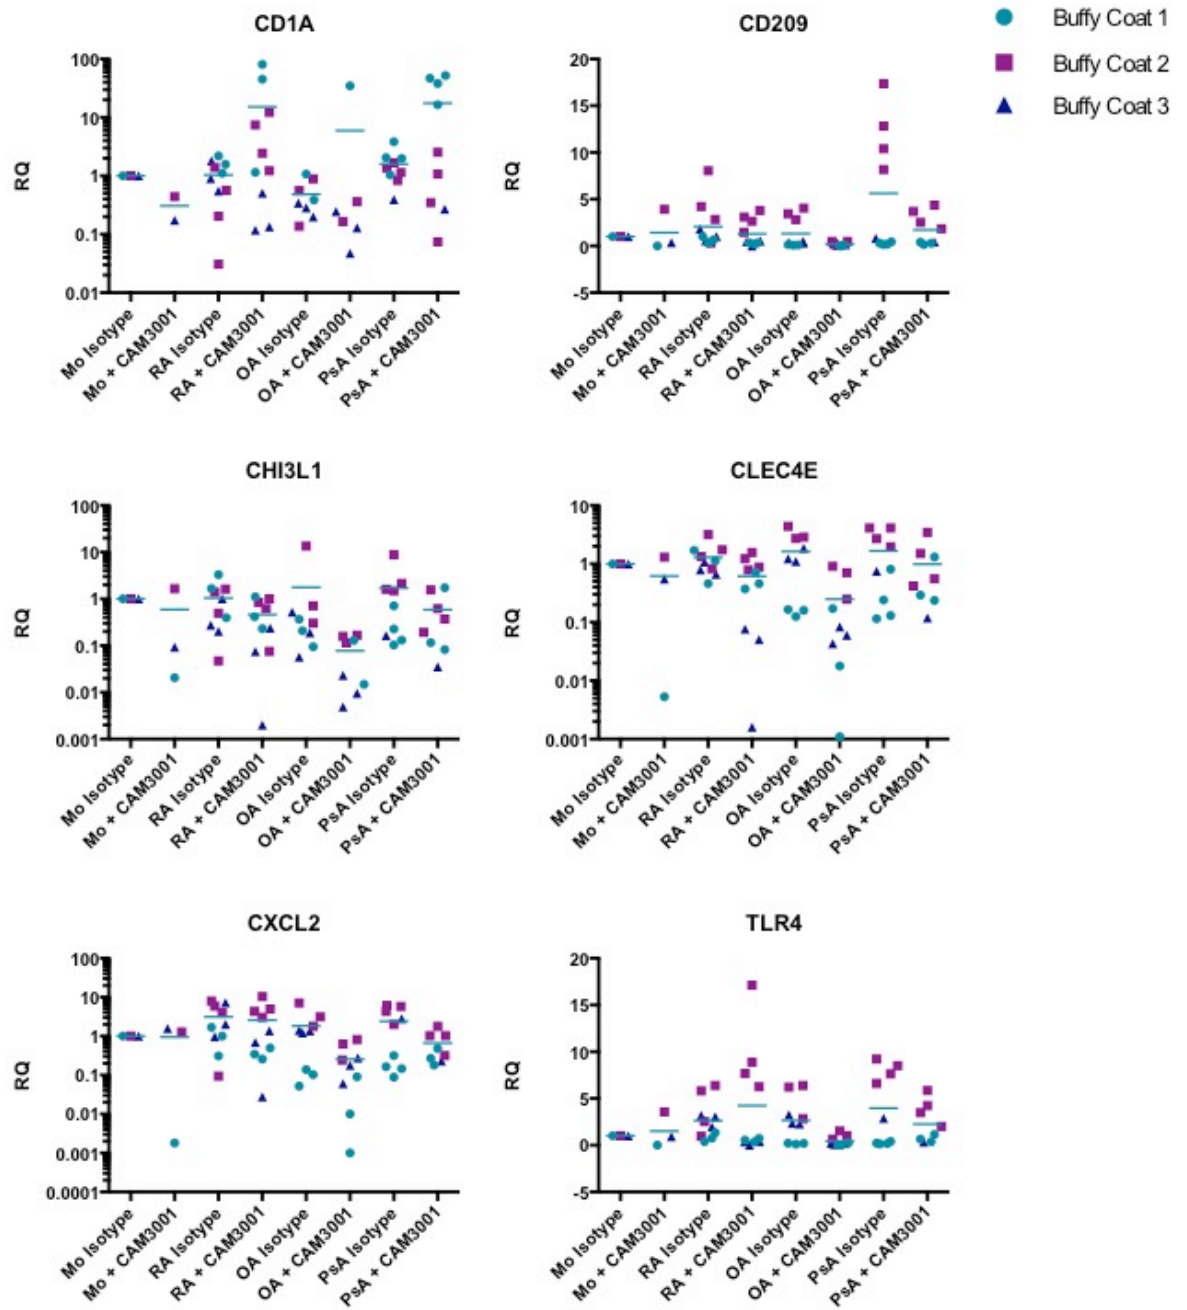 CD1A
CD209
Buffy Coat 1
Buffy Coat 2
Buffy Coat 3
RQ
100
10
1
0.1
0.01
Mo Isotype
Mo + CAM3001
RA Isotype
RA + CAM3001
OA Isotype
OA + CAM3001
PsA Isotype
PsA + CAM3001
RQ
20
15
10
5
0
-5
Mo Isotype
Mo + CAM3001
RA Isotype
RA + CAM3001
OA Isotype
OA + CAM3001
PsA Isotype
PsA + CAM3001
CHI3L1
RQ
100
10
1
0.1
0.01
0.001
Mo Isotype
Mo + CAM3001
RA Isotype
RA + CAM3001
OA Isotype
OA + CAM3001
PsA Isotype
PsA + CAM3001
CLEC4E
RQ
10
1
0.1
0.01
0.001
Mo Isotype
Mo + CAM3001
RA Isotype
RA + CAM3001
OA Isotype
OA + CAM3001
PsA Isotype
PsA + CAM3001
CXCL2
RQ
100
10
1
0.1
0.01
0.001
0.0001
Mo Isotype
Mo + CAM3001
RA Isotype
RA + CAM3001
OA Isotype
OA + CAM3001
PsA Isotype
PsA + CAM3001
TLR4
RQ
20
15
10
5
0
-5
Mo Isotype
Mo + CAM3001
RA Isotype
RA + CAM3001
OA Isotype
OA + CAM3001
PsA Isotype
PsA + CAM3001